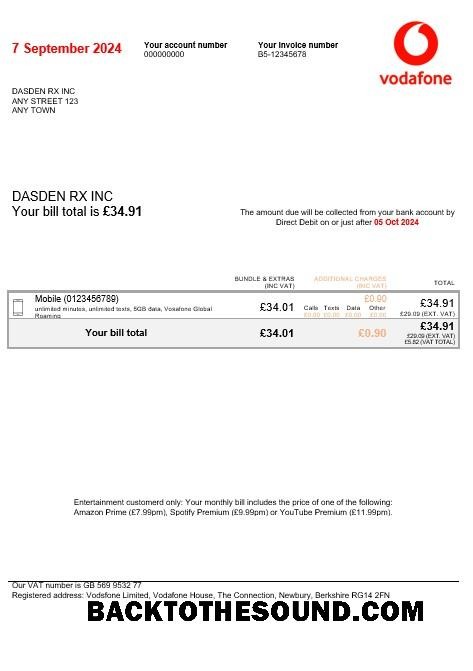 7 September 2024
Your account number
000000000
Your Invoice number
B5-12345678
vodafone
DASDEN RX INC
ANY STREET 123
ANY TOWN
DASDEN RX INC
Your bill total is £34.91
The amount due will be collected from your bank account by
Direct Debit on or just after 05 Oct 2024
BUNDLE & EXTRAS
(INC VAT)
ADDITIONAL CHARGES
(INC VAT)
TOTAL
Mobile (0123456789)
unlimited minutes, unlimited texts, 5GB data, Vosafone Global
Roaming
£34.01
£0.90
Calls Texts Data Other
£0.00 £0.00 £0.00 £0.00
£34.91
£29.09 (EXT. VAT)
Your bill total
£34.01
£0.90
£34.91
£29.09 (EXT. VAT)
£5.82 (VAT TOTAL)
Entertainment customerd only: Your monthly bill includes the price of one of the following:
Amazon Prime (£7.99pm), Spotify Premium (£9.99pm) or YouTube Premium (£11.99pm).
Our VAT number is GB 569 9532 77
Registered address: Vodsfone Limited, Vodasfone House, The Connection, Newbury, Berkshire RG14 2FN
BACKTOTHESOUND.COM